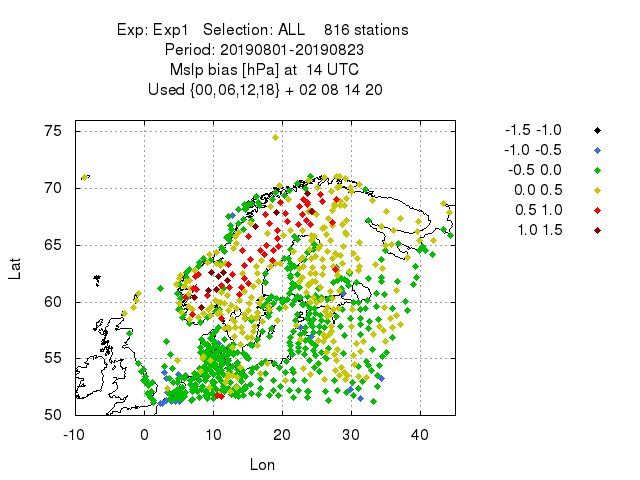 Exp: Exp1 Selection: ALL 816 stations
Period: 20190801-20190823
Mslp bias [hPa] at 14 UTC
Used {00,06,12,18} + 02 08 14 20
75
70
65
60
55
50
Lat
-10 0 10 20 30 40
Lon
-1.5 -1.0
-1.0 -0.5
-0.5 0.0
0.0 0.5
0.5 1.0
1.0 1.5